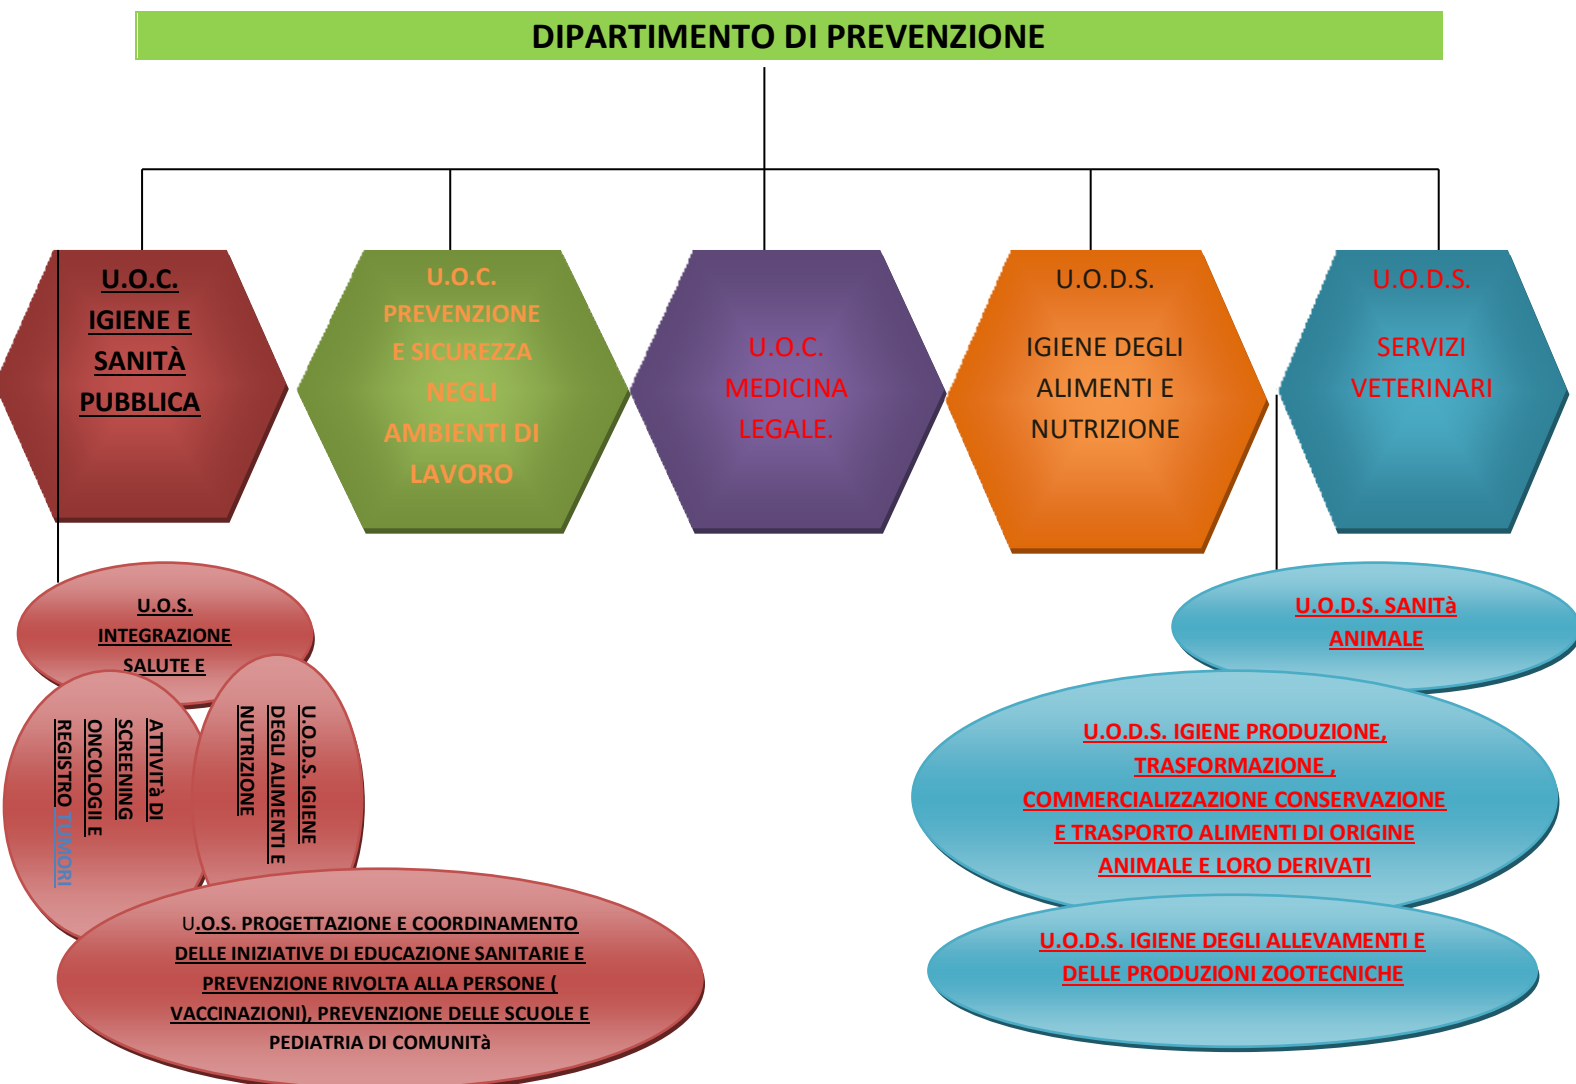 DIPARTIMENTO DI PREVENZIONE
U.O.C.
IGIENE E
SANITÀ
PUBBLICA
U.O.C.
PREVENZIONE
E SICUREZZA
NEGLI
AMBIENTI DI
LAVORO
U.O.C.
MEDICINA
LEGALE.
U.O.D.S.
IGIENE DEGLI
ALIMENTI E
NUTRIZIONE
U.O.D.S.
SERVIZI
VETERINARI
U.O.S.
INTEGRAZIONE
SALUTE E
ATTIVITà DI
SCREENING
ONCOLOGII E
REGISTRO TUMORI
U.O.D.S. IGIENE
DEGLI ALIMENTI E
NUTRIZIONE
U.O.S. PROGETTAZIONE E COORDINAMENTO
DELLE INIZIATIVE DI EDUCAZIONE SANITARIE E
PREVENZIONE RIVOLTA ALLA PERSONE (
VACCINAZIONI), PREVENZIONE DELLE SCUOLE E
PEDIATRIA DI COMUNITà
U.O.D.S. SANITà
ANIMALE
U.O.D.S. IGIENE PRODUZIONE,
TRASFORMAZIONE ,
COMMERCIALIZZAZIONE CONSERVAZIONE
E TRASPORTO ALIMENTI DI ORIGINE
ANIMALE E LORO DERIVATI
U.O.D.S. IGIENE DEGLI ALLEVAMENTI E
DELLE PRODUZIONI ZOOTECNICHE